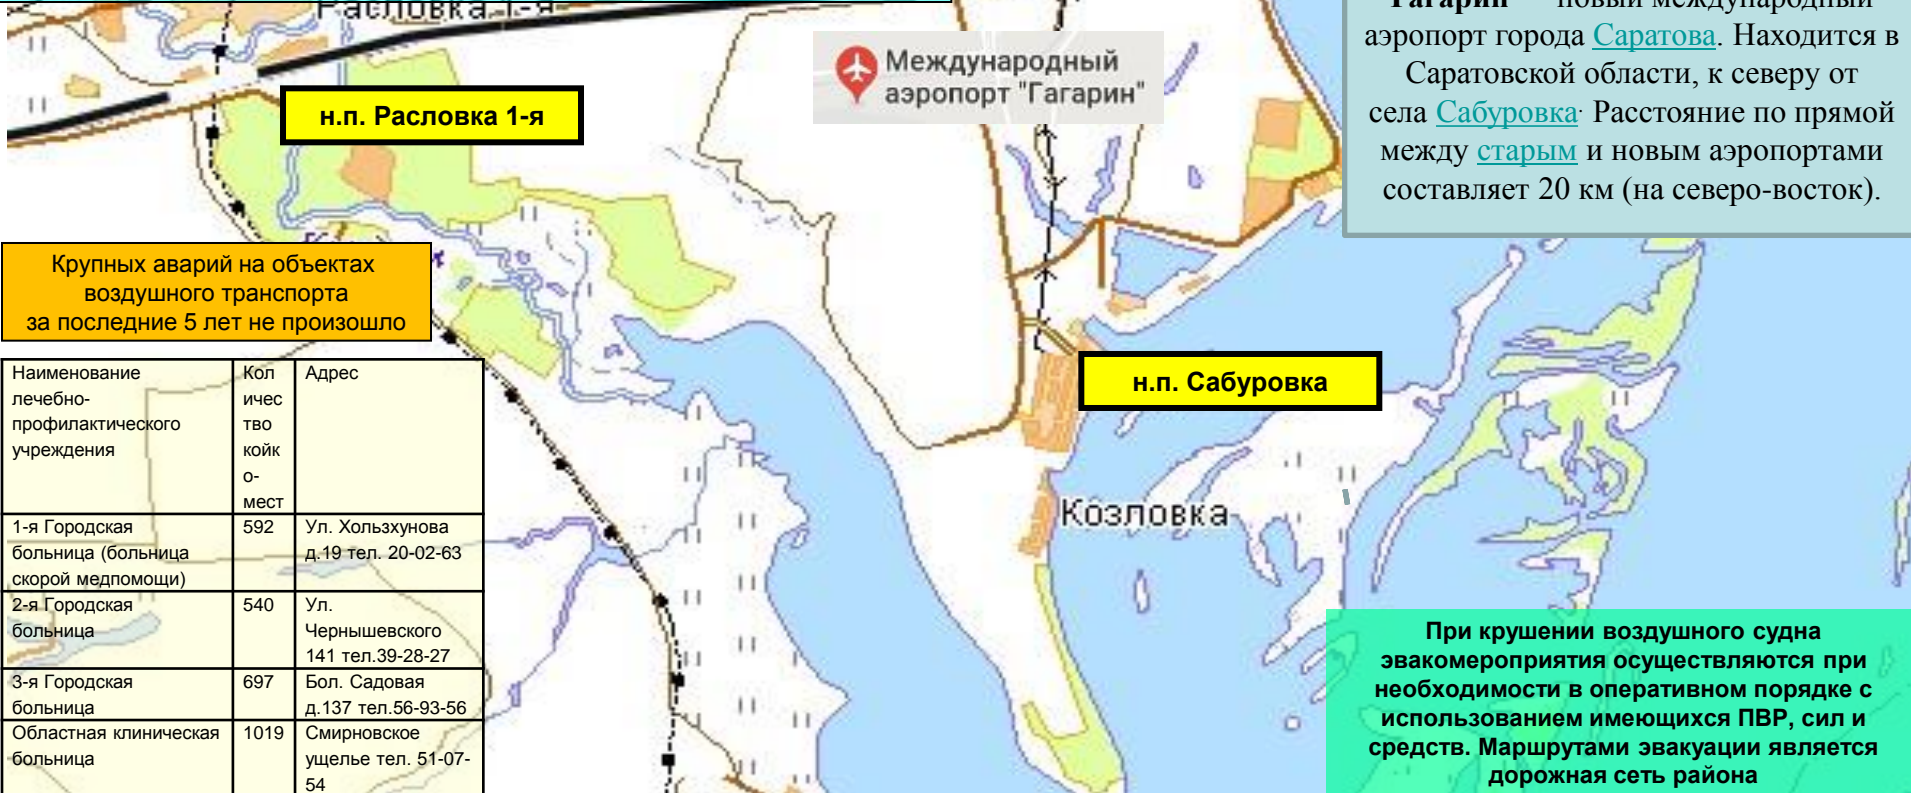 Расловка 1-я
"Гагарин" — новый международный
аэропорт города Саратова. Находится в
Саратовской области, к северу от
села Сабуровка. Расстояние по прямой
между старым и новым аэропортами
составляет 20 км (на северо-восток).
Международный
аэропорт "Гагарин"
н.п. Расловка 1-я
Крупных аварий на объектах
воздушного транспорта
за последние 5 лет не произошло
н.п. Сабуровка
Козловка
Наименование
лечебно-
профилактического
учреждения
Кол
ичес
тво
койк
о-
мест
Адрес
1-я Городская
больница (больница
скорой медпомощи)
592
Ул. Хользхунова
д.19 тел. 20-02-63
2-я Городская
больница
540
Ул.
Чернышевского
141 тел.39-28-27
3-я Городская
больница
697
Бол. Садовая
д.137 тел.56-93-56
Областная клиническая
больница
1019
Смирновское
ущелье тел. 51-07-
54
При крушении воздушного судна
эвакомероприятия осуществляются при
необходимости в оперативном порядке с
использованием имеющихся ПВР, сил и
средств. Маршрутами эвакуации является
дорожная сеть района